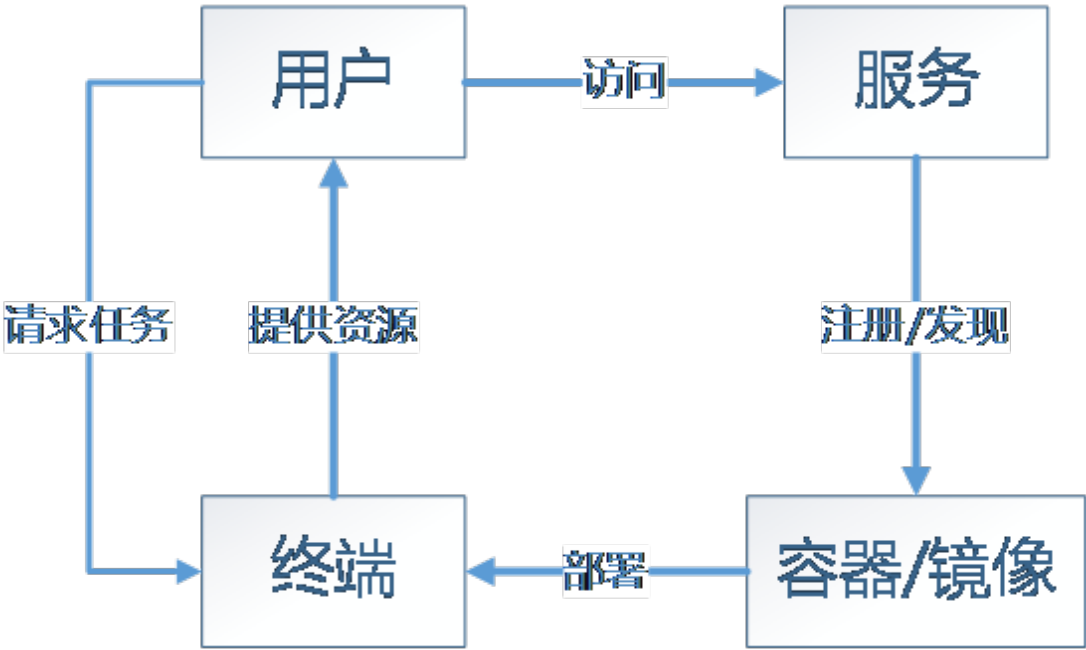 用户
访问
服务
请求任务
提供资源
注册/发现
终端
部署
容器/镜像